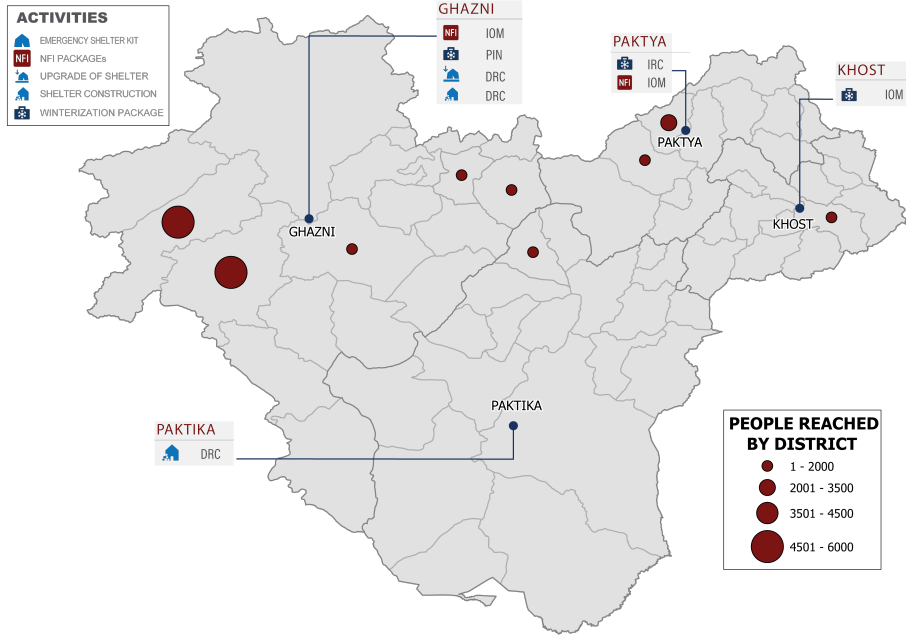 ACTIVITIES
EMERGENCY SHELTER KIT
NFI NFI PACKAGEs
UPGRADE OF SHELTER
SHELTER CONSTRUCTION
WINTERIZATION PACKAGE
GHAZNI
NFI IOM
PIN
DRC
DRC
PAKTYA
IRC
NFI IOM
KHOST
IOM
PAKTYA
KHOST
GHAZNI
PAKTIKA
PAKTIKA
DRC
PEOPLE REACHED
BY DISTRICT
1 - 2000
2001 - 3500
3501 - 4500
4501 - 6000